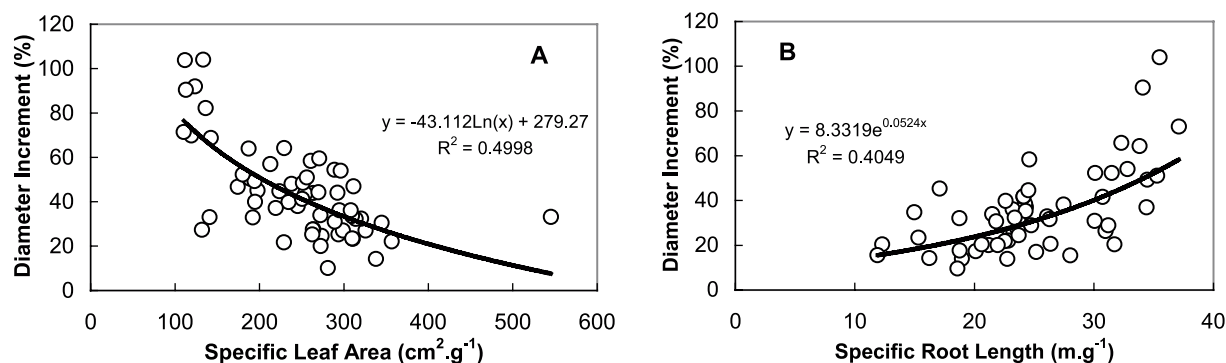 120
100
80
60
40
20
0
Diameter Increment (%)
A
y = -43.112Ln(x) + 279.27
R² = 0.4998
0 100 200 300 400 500 600
Specific Leaf Area (cm².g⁻¹)
120
100
80
60
40
20
0
Diameter Increment (%)
B
y = 8.3319e^0.0524x
R² = 0.4049
0 10 20 30 40
Specific Root Length (m.g⁻¹)